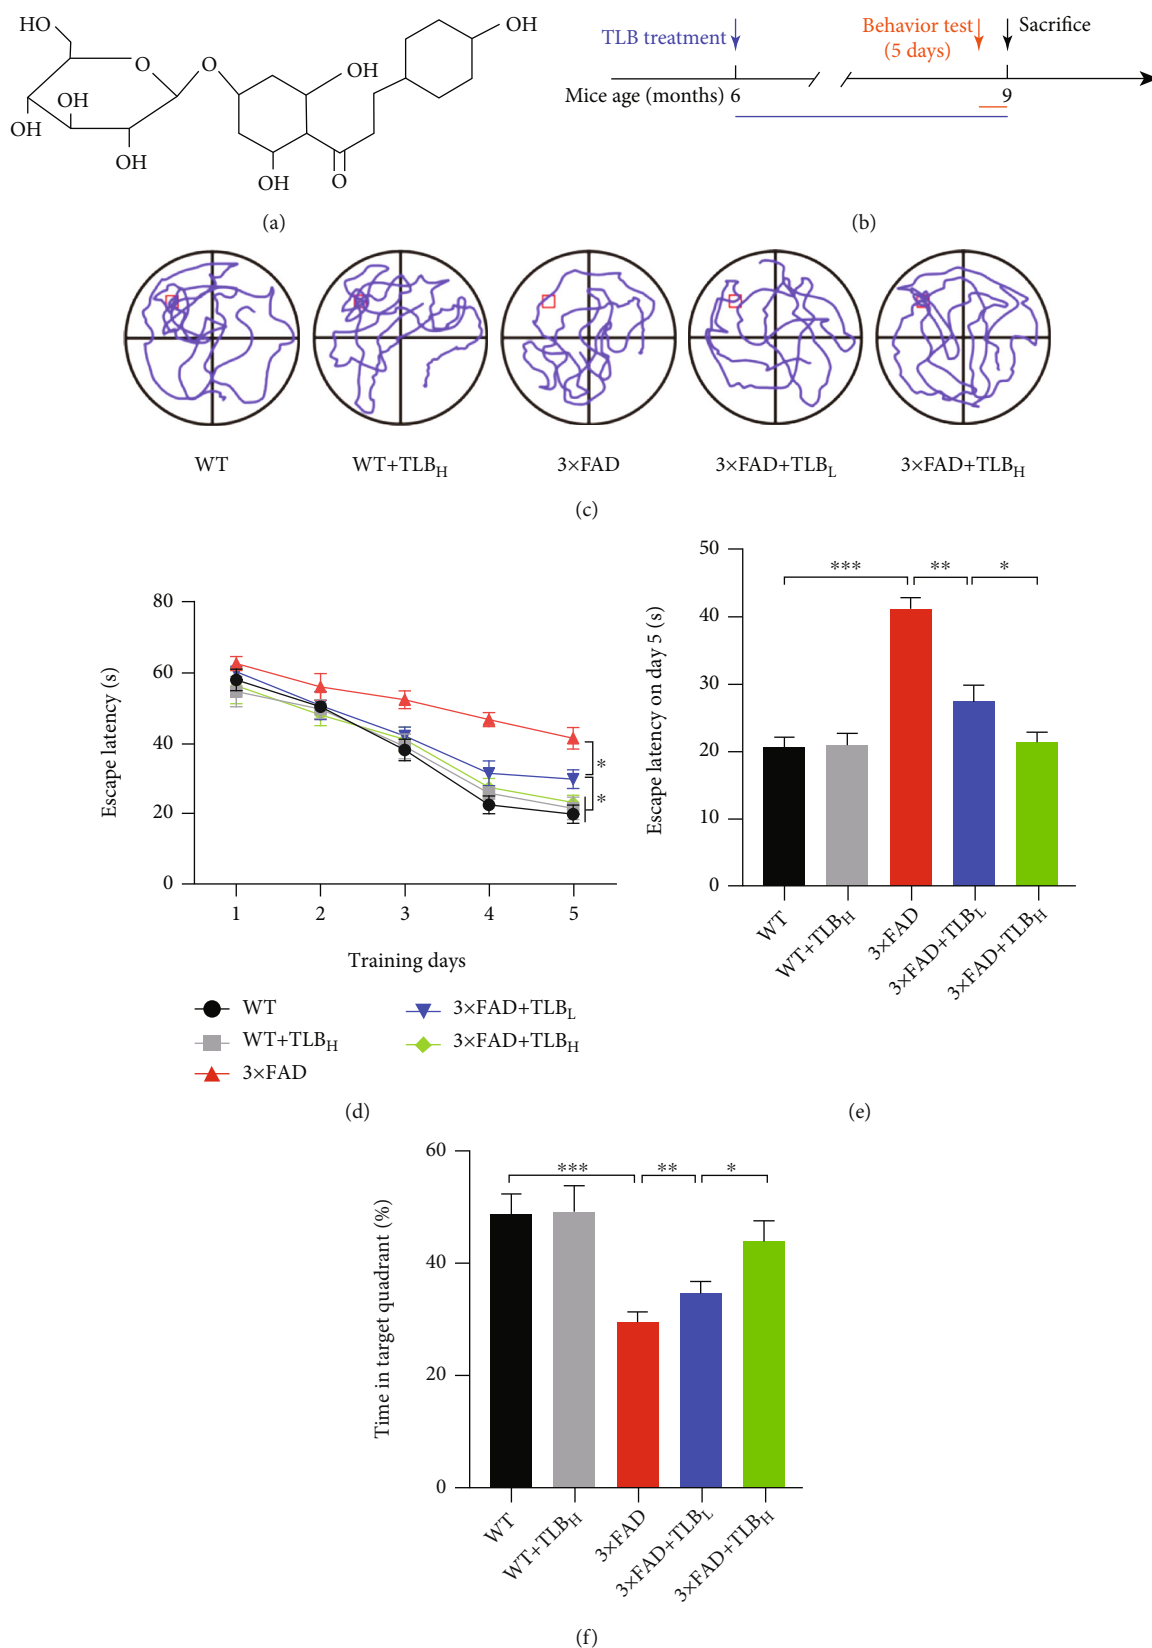 HO
OH
O
O
OH
OH
OH
OH
OH
O
OH
(a)
TLB treatment
Behavior test
(5 days)
Sacrifice
Mice age (months) 6
9
(b)
WT
WT+TLBH
3×FAD
3×FAD+TLBL
3×FAD+TLBH
(c)
80
60
40
20
0
Escape latency (s)
1 2 3 4 5
Training days
*
*
WT
WT+TLBH
3×FAD
3×FAD+TLBL
3×FAD+TLBH
(d)
50
40
30
20
10
0
Escape latency on day 5 (s)
*** ** *
WT
WT+TLBH
3×FAD
3×FAD+TLBL
3×FAD+TLBH
(e)
60
40
20
0
Time in target quadrant (%)
*** ** *
WT
WT+TLBH
3×FAD
3×FAD+TLBL
3×FAD+TLBH
(f)